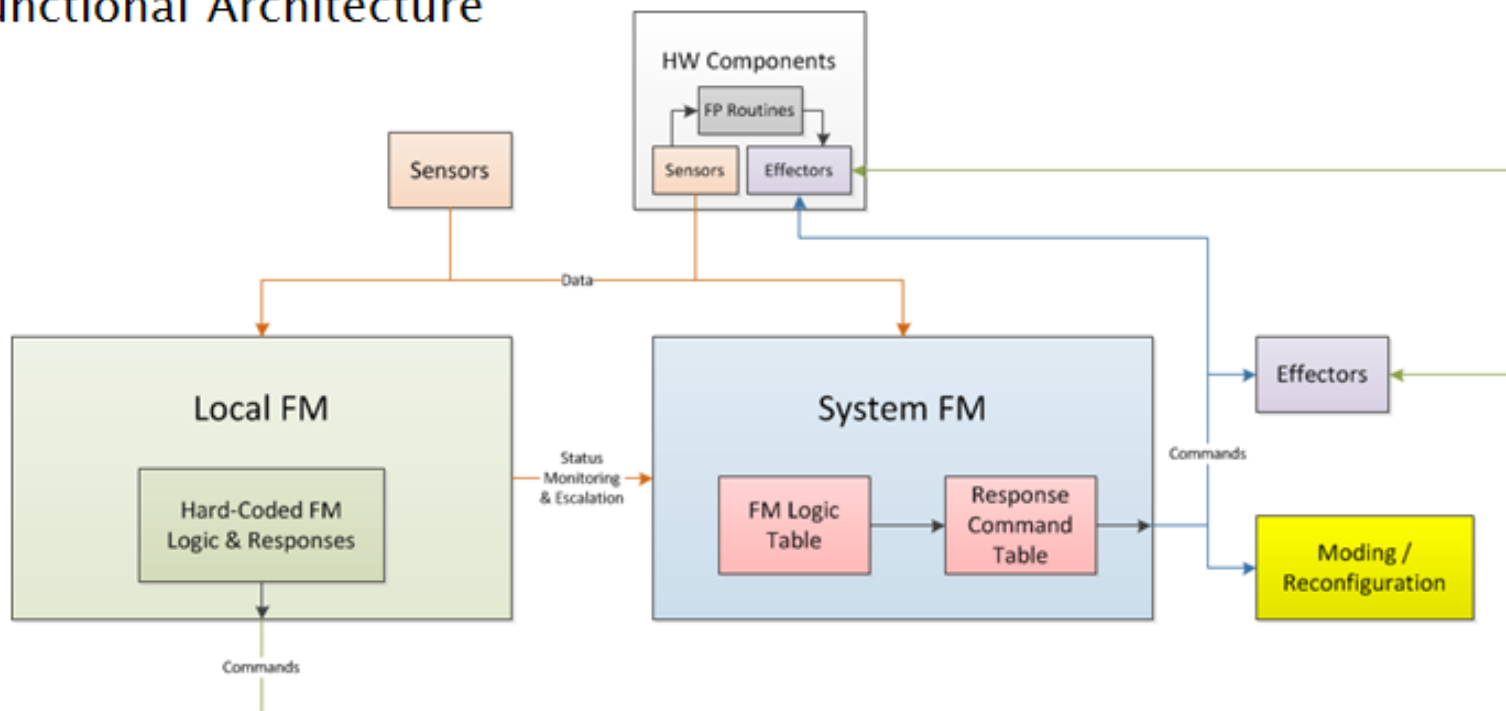 unctional Architecture
HW Components
FP Routines
Sensors
Sensors
Effectors
Data
Local FM
System FM
Effectors
Status
Monitoring
& Escalation
Commands
Hard-Coded FM
Logic & Responses
FM Logic
Table
Response
Command
Table
Moding /
Reconfiguration
Commands